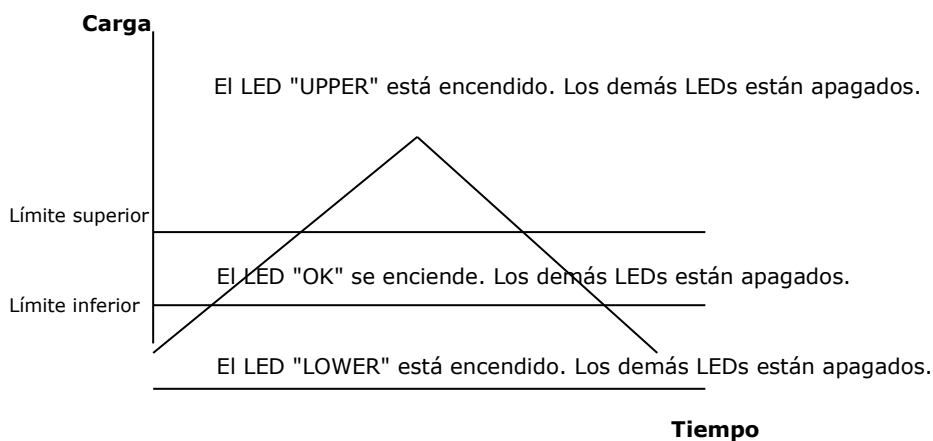 Carga
El LED "UPPER" está encendido. Los demás LEDs están apagados.
Límite superior
El LED "OK" se enciende. Los demás LEDs están apagados.
Límite inferior
El LED "LOWER" está encendido. Los demás LEDs están apagados.
Tiempo